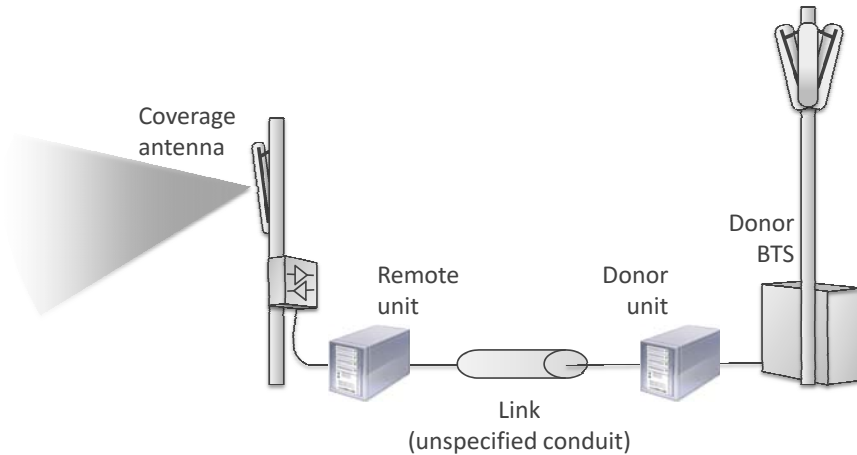 Coverage
antenna
Donor
BTS
Remote
unit
Donor
unit
Link
(unspecified conduit)